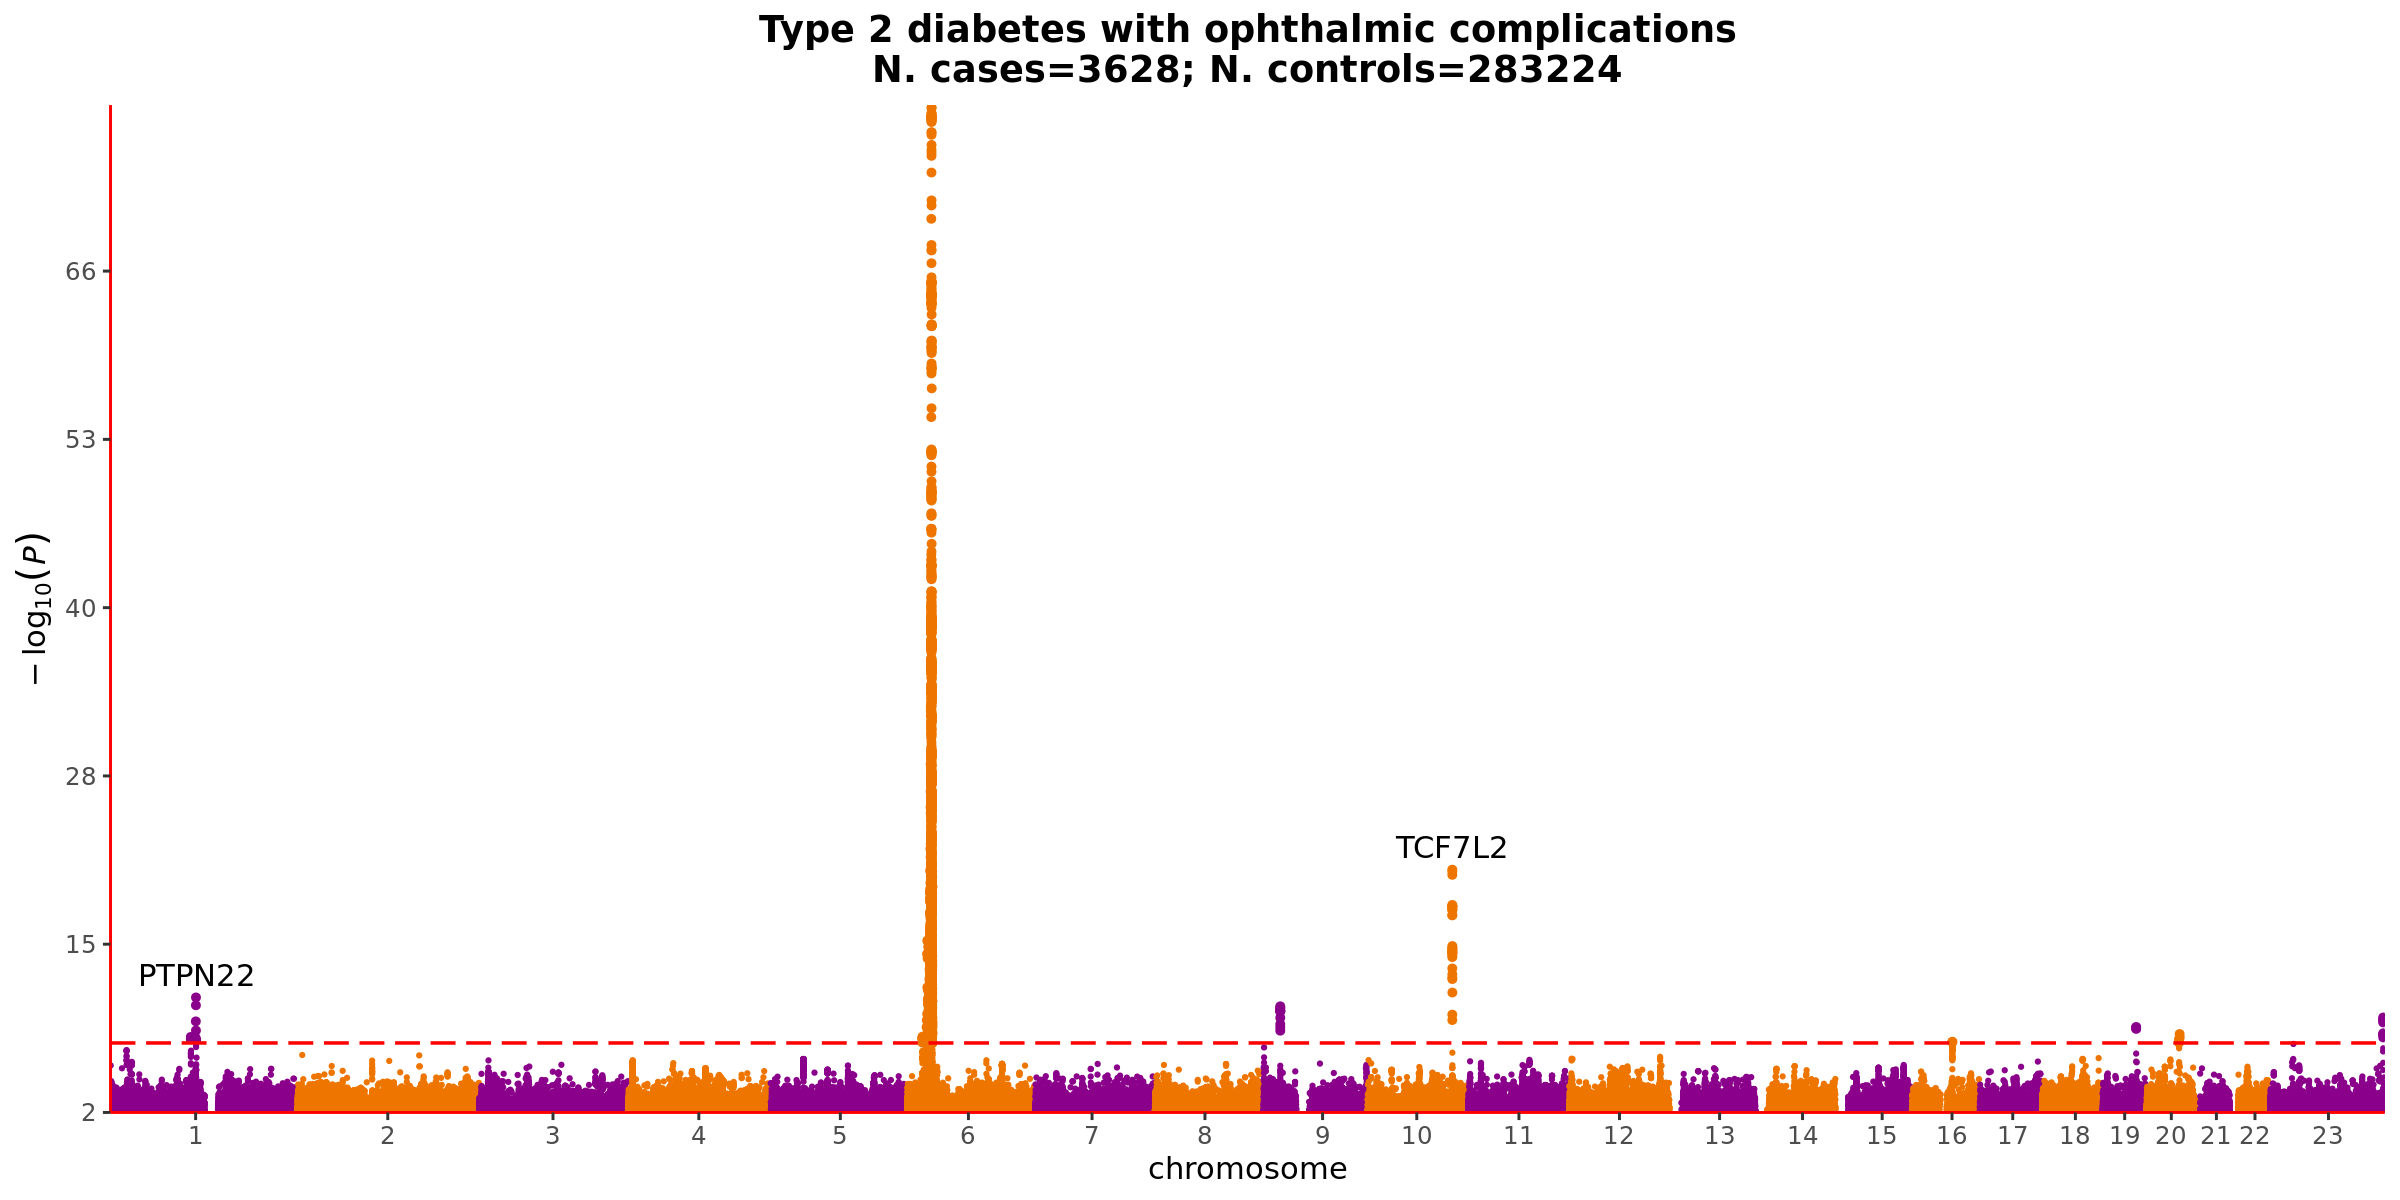 Type 2 diabetes with ophthalmic complications
N. cases=3628; N. controls=283224
−log10(P)
66
53
40
28
15
2
TCF7L2
PTPN22
1 2 3 4 5 6 7 8 9 10 11 12 13 14 15 16 17 18 19 20 21 22 23
chromosome